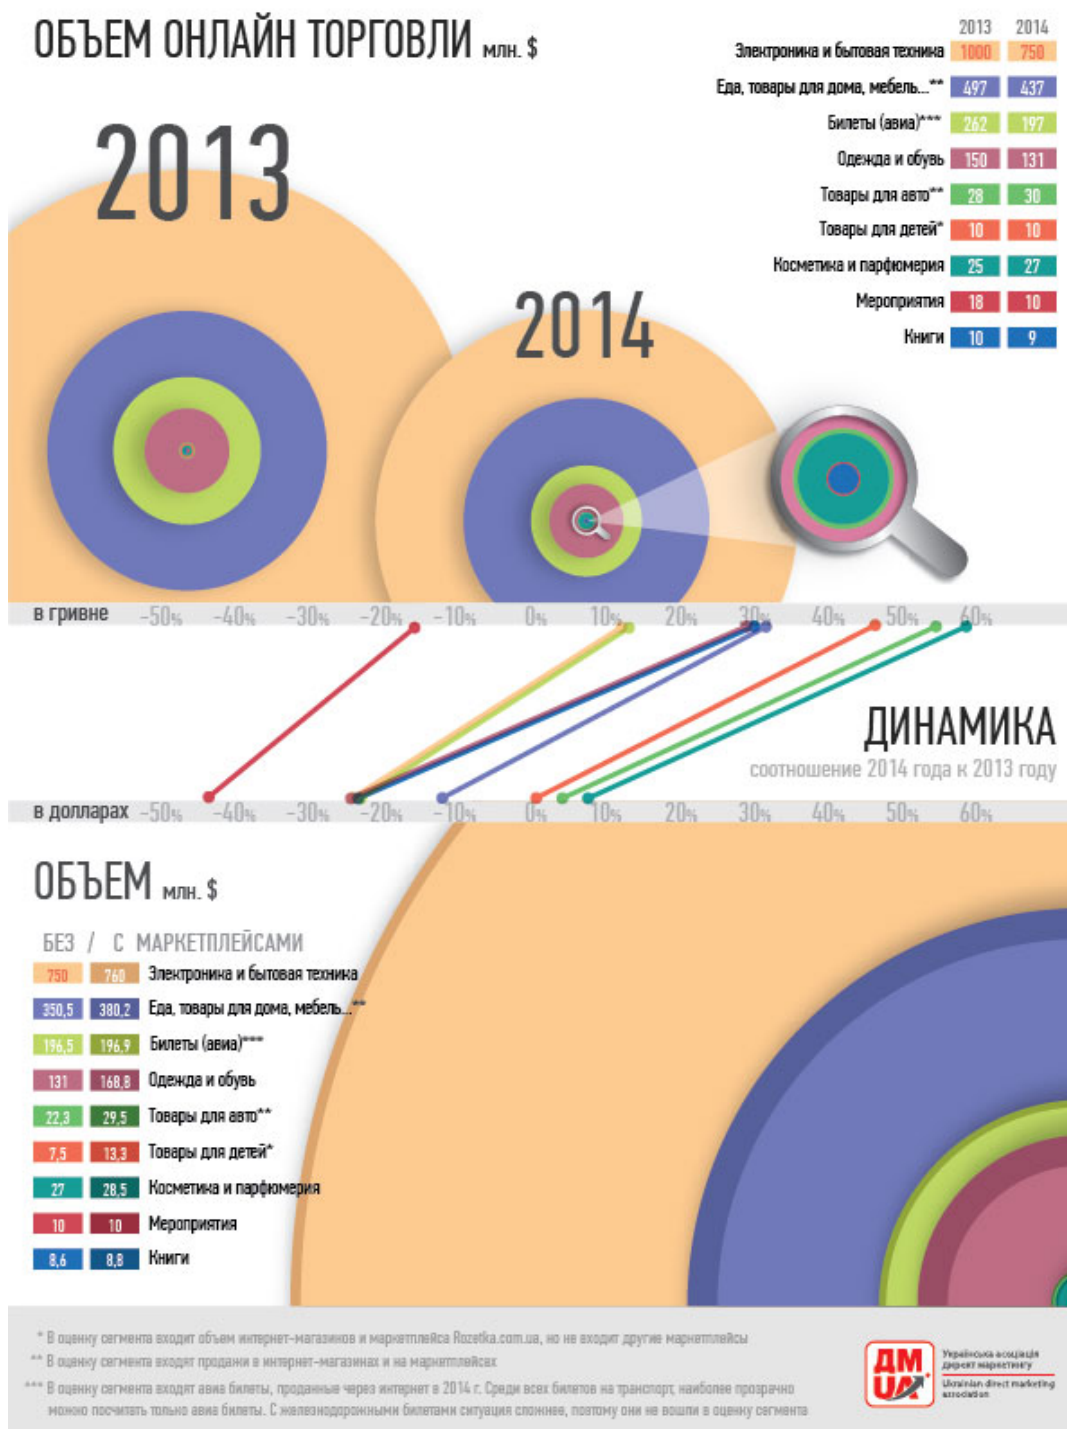 ОБЪЕМ ОНЛАЙН ТОРГОВЛИ млн. $
2013 2014
Электроника и бытовая техника 1000 750
Еда, товары для дома, мебель...** 497 437
Билеты (авиа)*** 262 197
Одежда и обувь 150 131
Товары для авто** 28 30
Товары для детей* 10 10
Косметика и парфюмерия 25 27
Мероприятия 18 10
Книги 10 9
2013
2014
в гривне -50% -40% -30% -20% -10% 0% 10% 20% 30% 40% 50% 60%
ДИНАМИКА
соотношение 2014 года к 2013 году
в долларах -50% -40% -30% -20% -10% 0% 10% 20% 30% 40% 50% 60%
ОБЪЕМ млн. $
БЕЗ / С МАРКЕТПЛЕЙСАМИ
750 760 Электроника и бытовая техника
350,5 380,2 Еда, товары для дома, мебель...**
196,5 196,9 Билеты (авиа)***
131 168,8 Одежда и обувь
22,3 29,5 Товары для авто**
7,5 13,3 Товары для детей*
27 28,5 Косметика и парфюмерия
10 10 Мероприятия
8,6 8,8 Книги
* В оценку сегмента входит объем интернет-магазинов и маркетплейса Rozetka.com.ua, но не входит другие маркетплейсы
** В оценку сегмента входят продажи в интернет-магазинах и на маркетплейсах
*** В оценку сегмента входят авиа билеты, проданные через интернет в 2014 г. Среди всех билетов на транспорт, наиболее прозрачно
можно посчитать только авиа билеты. С железнодорожными билетами ситуация сложнее, поэтому они не вошли в оценку сегмента
ДМ
UA
Українська асоціація
директ маркетингу
Ukrainian direct marketing
association